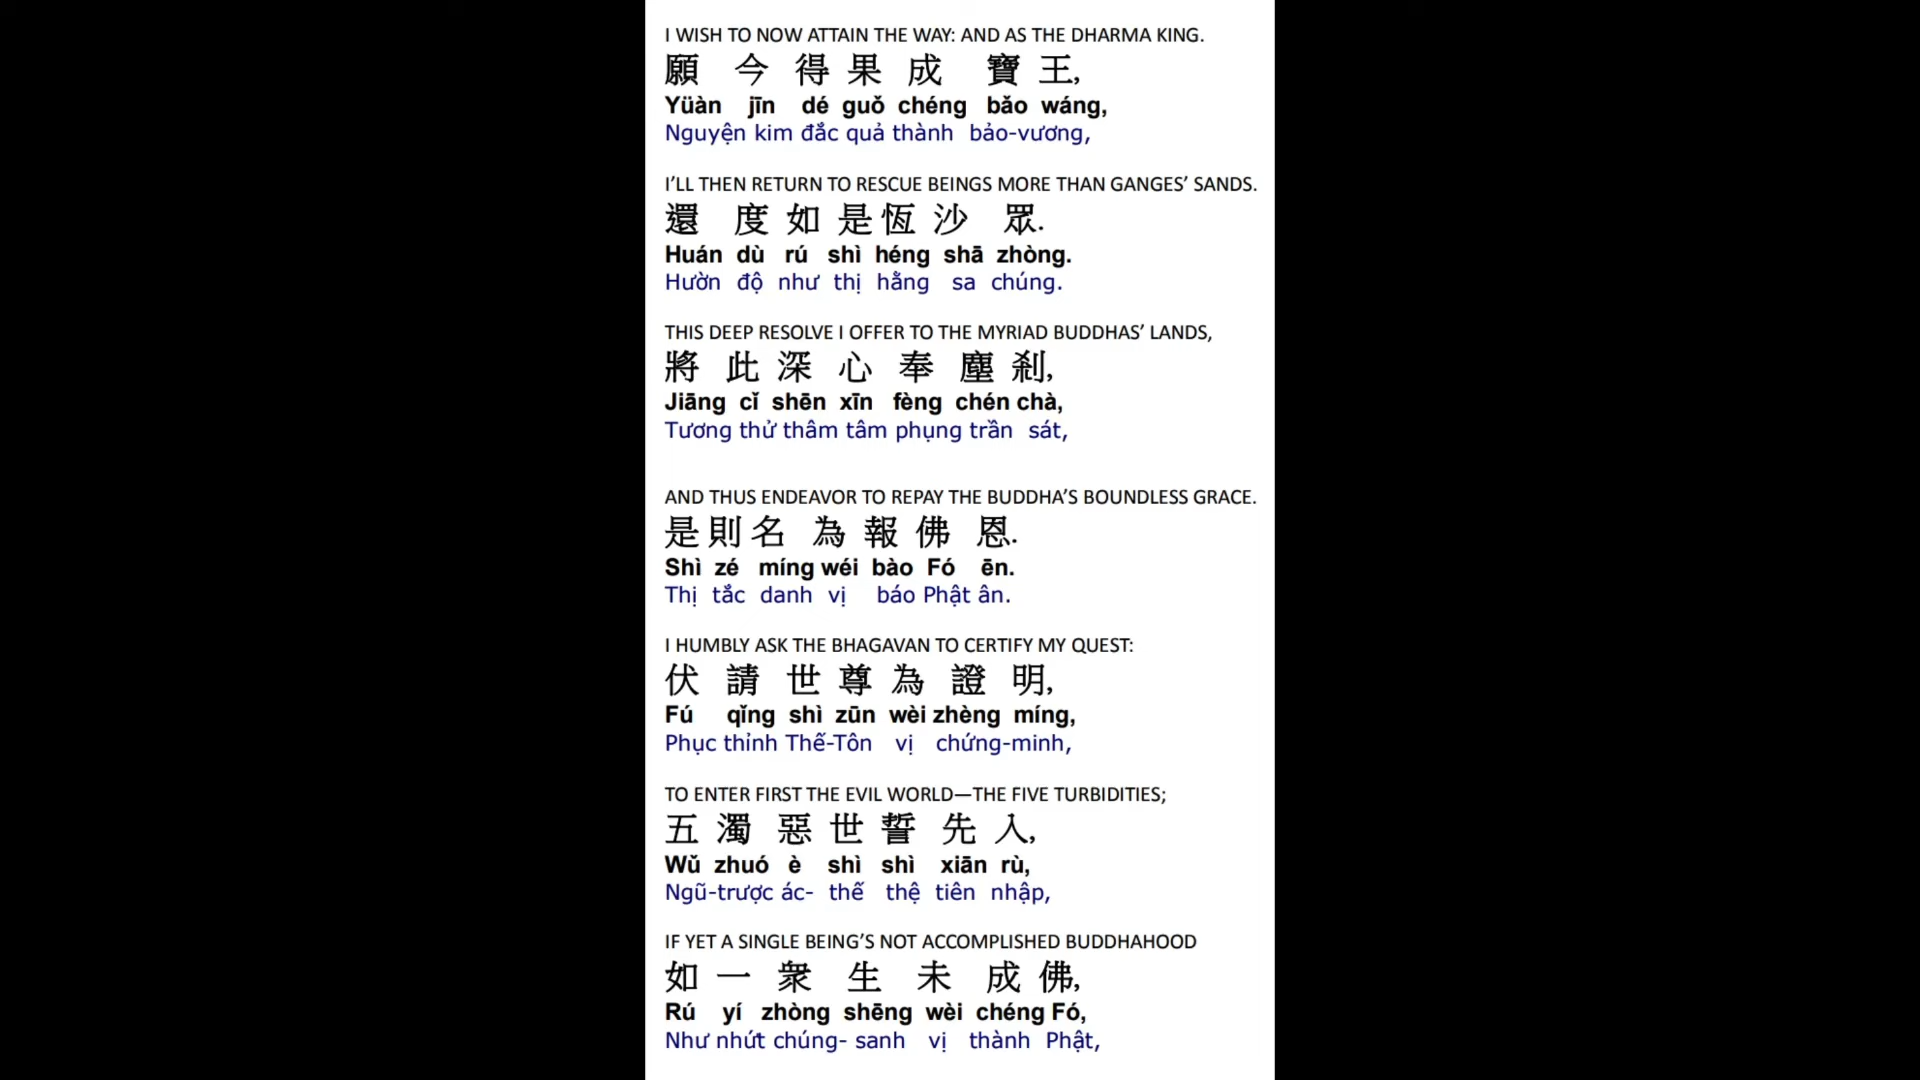 I WISH TO NOW ATTAIN THE WAY: AND AS THE DHARMA KING.
願 今 得 果 成 寶 王,
Yüàn jīn dé guǒ chéng bǎo wáng,
Nguyện kim đắc quả thành bảo-vương,
I’LL THEN RETURN TO RESCUE BEINGS MORE THAN GANGES’ SANDS.
還 度 如 是 恆 沙 眾.
Huán dù rú shì héng shā zhòng.
Hườn độ như thị hằng sa chúng.
THIS DEEP RESOLVE I OFFER TO THE MYRIAD BUDDHAS’ LANDS,
將 此 深 心 奉 塵 剎,
Jiāng cǐ shēn xīn fèng chén chà,
Tương thử thâm tâm phụng trần sát,
AND THUS ENDEAVOR TO REPAY THE BUDDHA’S BOUNDLESS GRACE.
是 則 名 為 報 佛 恩.
Shì zé míng wéi bào Fó ēn.
Thị tắc danh vị báo Phật ân.
I HUMBLY ASK THE BHAGAVAN TO CERTIFY MY QUEST:
伏 請 世 尊 為 證 明,
Fú qǐng shì zūn wèi zhèng míng,
Phục thỉnh Thế-Tôn vị chứng-minh,
TO ENTER FIRST THE EVIL WORLD—THE FIVE TURBIDITIES;
五 濁 惡 世 誓 先 入,
Wǔ zhuó è shì shì xiān rù,
Ngũ-trược ác- thế thệ tiên nhập,
IF YET A SINGLE BEING’S NOT ACCOMPLISHED BUDDHAHOOD
如 一 衆 生 未 成 佛,
Rú yí zhòng shēng wèi chéng Fó,
Như nhứt chúng- sanh vị thành Phật,